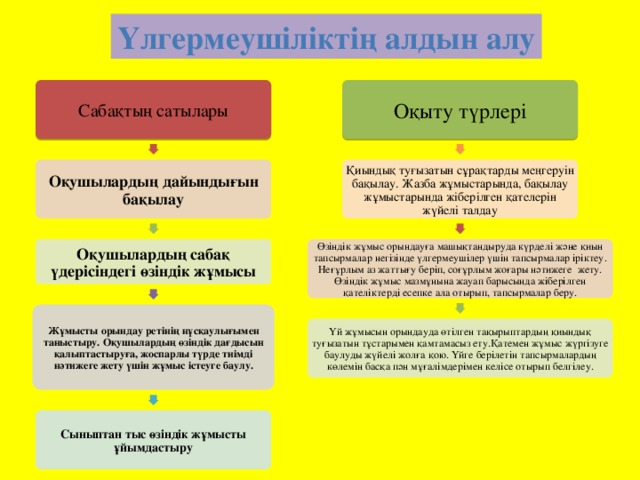 Үлгермеушіліктің алдын алу
Сабақтың сатылары
Оқушылардың дайындығын
бақылау
Оқушылардың сабақ
үдерісіндегі өзіндік жұмысы
Жұмысты орындау ретінің нұсқаулығымен
таныстыру. Оқушылардың өзіндік дағдысын
қалыптастыруға, жоспарлы түрде тиімді
нәтижеге жету үшін жұмыс істеуге баулу.
Сыныптан тыс өзіндік жұмысты
ұйымдастыру
Оқыту түрлері
Қиындық туғызатын сұрақтарды меңгеруін
бақылау. Жазба жұмыстарында, бақылау
жұмыстарында жіберілген қателерін
жүйелі талдау
Өзіндік жұмыс орындауға машықтандыруда күрделі және қиын
тапсырмалар негізінде үлгермеушілер үшін тапсырмалар іріктеу.
Неғұрлым аз жаттығу беріп, соғұрлым жоғары нәтижеге жету.
Өзіндік жұмыс мазмұнына жауап барысында жіберілген
қателіктерді есепке ала отырып, тапсырмалар беру.
Үй жұмысын орындауда өтілген тақырыптардың қиындық
туғызатын тұстарымен қамтамасыз ету.Қатемен жұмыс жүргізуге
баулуды жүйелі жолға қою. Үйге берілетін тапсырмалардың
көлемін басқа пән мұғалімдерімен келісе отырып белгілеу.